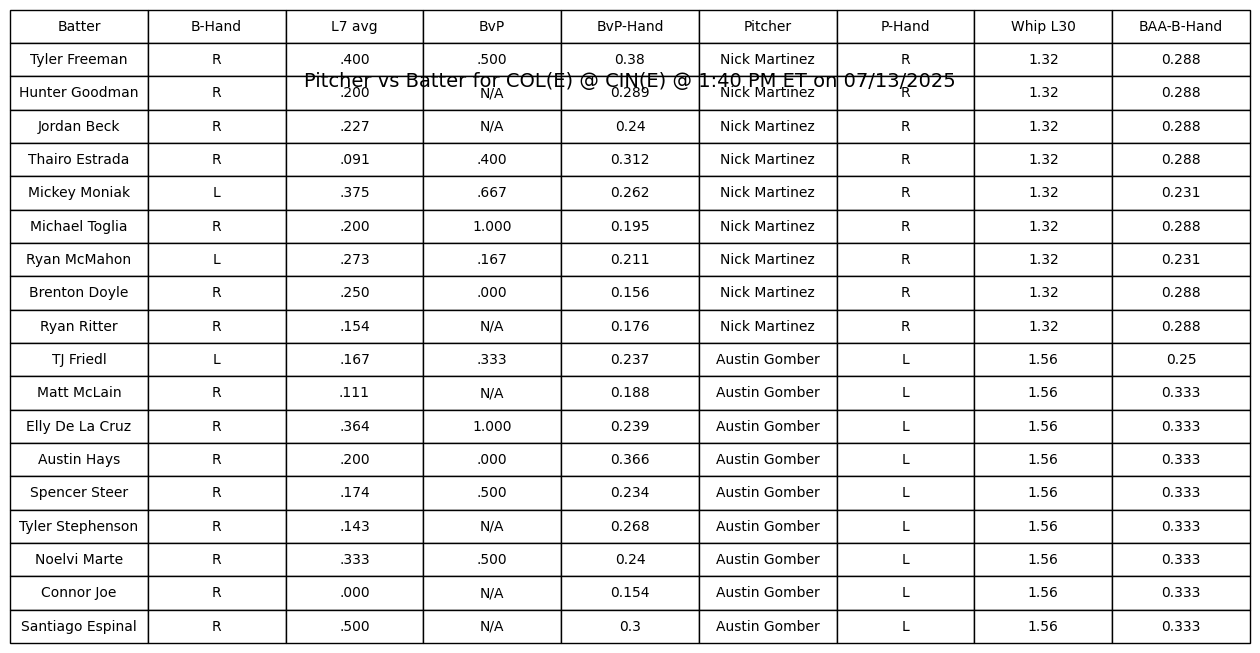 Batter B-Hand L7 avg BvP BvP-Hand Pitcher P-Hand Whip L30 BAA-B-Hand
Tyler Freeman R .400 .500 0.38 Nick Martinez R 1.32 0.288
Pitcher vs Batter for COL(E) @ CIN(E) @ 1:40 PM ET on 07/13/2025
Hunter Goodman R .200 N/A 0.289 Nick Martinez R 1.32 0.288
Jordan Beck R .227 N/A 0.24 Nick Martinez R 1.32 0.288
Thairo Estrada R .091 .400 0.312 Nick Martinez R 1.32 0.288
Mickey Moniak L .375 .667 0.262 Nick Martinez R 1.32 0.231
Michael Toglia R .200 1.000 0.195 Nick Martinez R 1.32 0.288
Ryan McMahon L .273 .167 0.211 Nick Martinez R 1.32 0.231
Brenton Doyle R .250 .000 0.156 Nick Martinez R 1.32 0.288
Ryan Ritter R .154 N/A 0.176 Nick Martinez R 1.32 0.288
TJ Friedl L .167 .333 0.237 Austin Gomber L 1.56 0.25
Matt McLain R .111 N/A 0.188 Austin Gomber L 1.56 0.333
Elly De La Cruz R .364 1.000 0.239 Austin Gomber L 1.56 0.333
Austin Hays R .200 .000 0.366 Austin Gomber L 1.56 0.333
Spencer Steer R .174 .500 0.234 Austin Gomber L 1.56 0.333
Tyler Stephenson R .143 N/A 0.268 Austin Gomber L 1.56 0.333
Noelvi Marte R .333 .500 0.24 Austin Gomber L 1.56 0.333
Connor Joe R .000 N/A 0.154 Austin Gomber L 1.56 0.333
Santiago Espinal R .500 N/A 0.3 Austin Gomber L 1.56 0.333